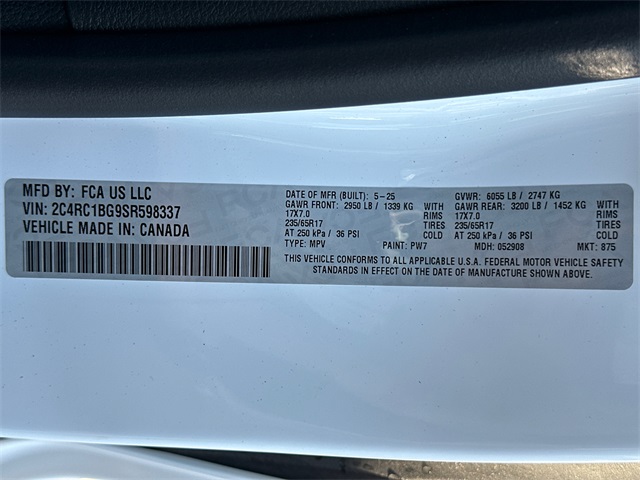 MFD BY: FCA US LLC
VIN: 2C4RC1BG9SR598337
VEHICLE MADE IN: CANADA
DATE OF MFR (BUILT): 5-25
GAWR FRONT: 2950 LB / 1339 KG WITH
17X7.0 RIMS
235/65R17 TIRES
AT 250 kPa / 36 PSI COLD
TYPE: MPV PAINT: PW7
GVWR: 6055 LB / 2747 KG
GAWR REAR: 3200 LB / 1452 KG WITH
17X7.0 RIMS
235/65R17 TIRES
AT 250 kPa / 36 PSI COLD
MDH: 052908 MKT: 875
THIS VEHICLE CONFORMS TO ALL APPLICABLE U.S.A. FEDERAL MOTOR VEHICLE SAFETY
STANDARDS IN EFFECT ON THE DATE OF MANUFACTURE SHOWN ABOVE.